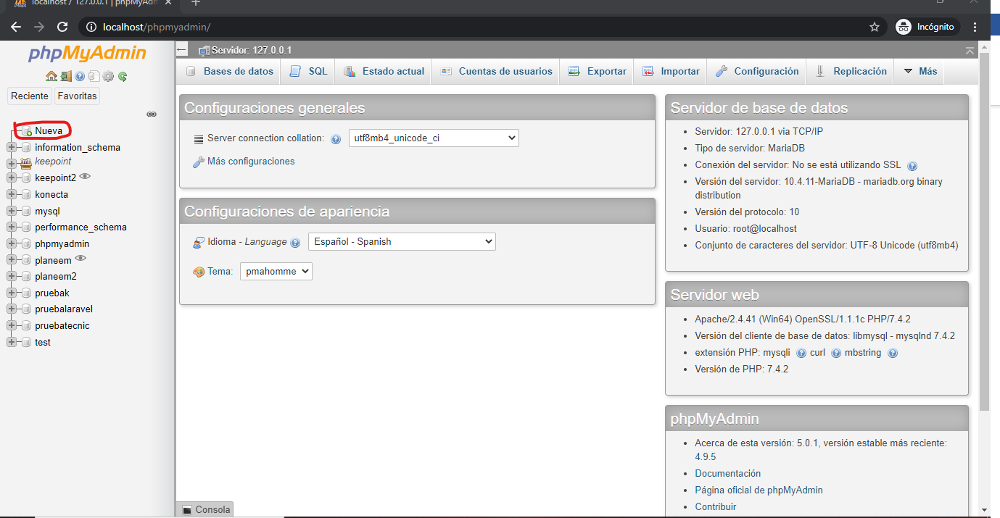 localhost / 127.0.0.1 | phpMyAdm
localhost/phpmyadmin/
Incógnito
phpMyAdmin
Reciente
Favoritas
Nueva
information_schema
keepoint
keepoint2
konecta
mysql
performance_schema
phpmyadmin
planeem
planeem2
pruebak
pruebalaravel
pruebatecnic
test
Servidor: 127.0.0.1
Bases de datos
SQL
Estado actual
Cuentas de usuarios
Exportar
Importar
Configuración
Replicación
Más
Configuraciones generales
Server connection collation:
utf8mb4_unicode_ci
Más configuraciones
Configuraciones de apariencia
Idioma - Language
Español - Spanish
Tema:
pmahomme
Servidor de base de datos
Servidor: 127.0.0.1 via TCP/IP
Tipo de servidor: MariaDB
Conexión del servidor: No se está utilizando SSL
Versión del servidor: 10.4.11-MariaDB - mariadb.org binary
distribution
Versión del protocolo: 10
Usuario: root@localhost
Conjunto de caracteres del servidor: UTF-8 Unicode (utf8mb4)
Servidor web
Apache/2.4.41 (Win64) OpenSSL/1.1.1c PHP/7.4.2
Versión del cliente de base de datos: libmysql - mysqlnd 7.4.2
extensión PHP: mysqli curl mbstring
Versión de PHP: 7.4.2
phpMyAdmin
Acerca de esta versión: 5.0.1, versión estable más reciente:
4.9.5
Documentación
Página oficial de phpMyAdmin
Contribuir
Consola